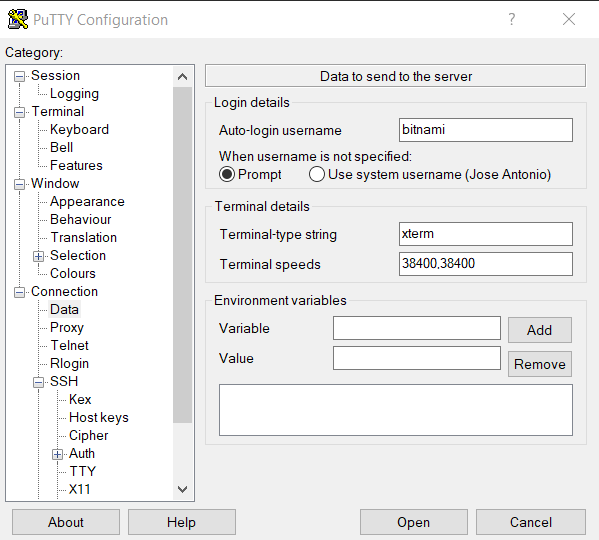 PuTTY Configuration
Category:
Session
Logging
Terminal
Keyboard
Bell
Features
Window
Appearance
Behaviour
Translation
Selection
Colours
Connection
Data
Proxy
Telnet
Rlogin
SSH
Kex
Host keys
Cipher
Auth
TTY
X11
Data to send to the server
Login details
Auto-login username bitnami
When username is not specified:
Prompt Use system username (Jose Antonio)
Terminal details
Terminal-type string xterm
Terminal speeds 38400,38400
Environment variables
Variable Add
Value Remove
About Help Open Cancel